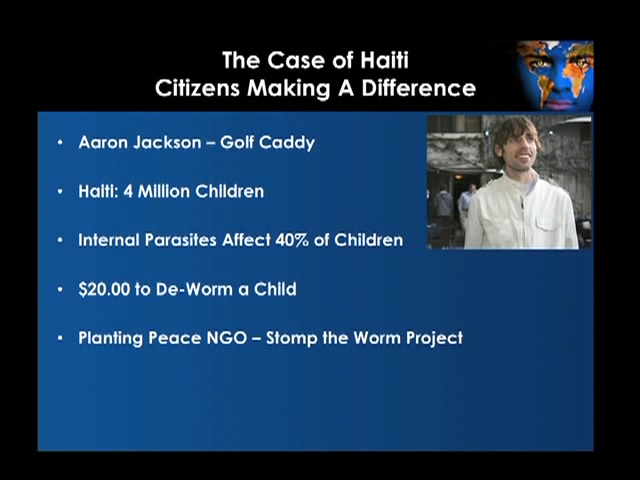 The Case of Haiti
Citizens Making A Difference
• Aaron Jackson – Golf Caddy
• Haiti: 4 Million Children
• Internal Parasites Affect 40% of Children
• $20.00 to De-Worm a Child
• Planting Peace NGO – Stomp the Worm Project